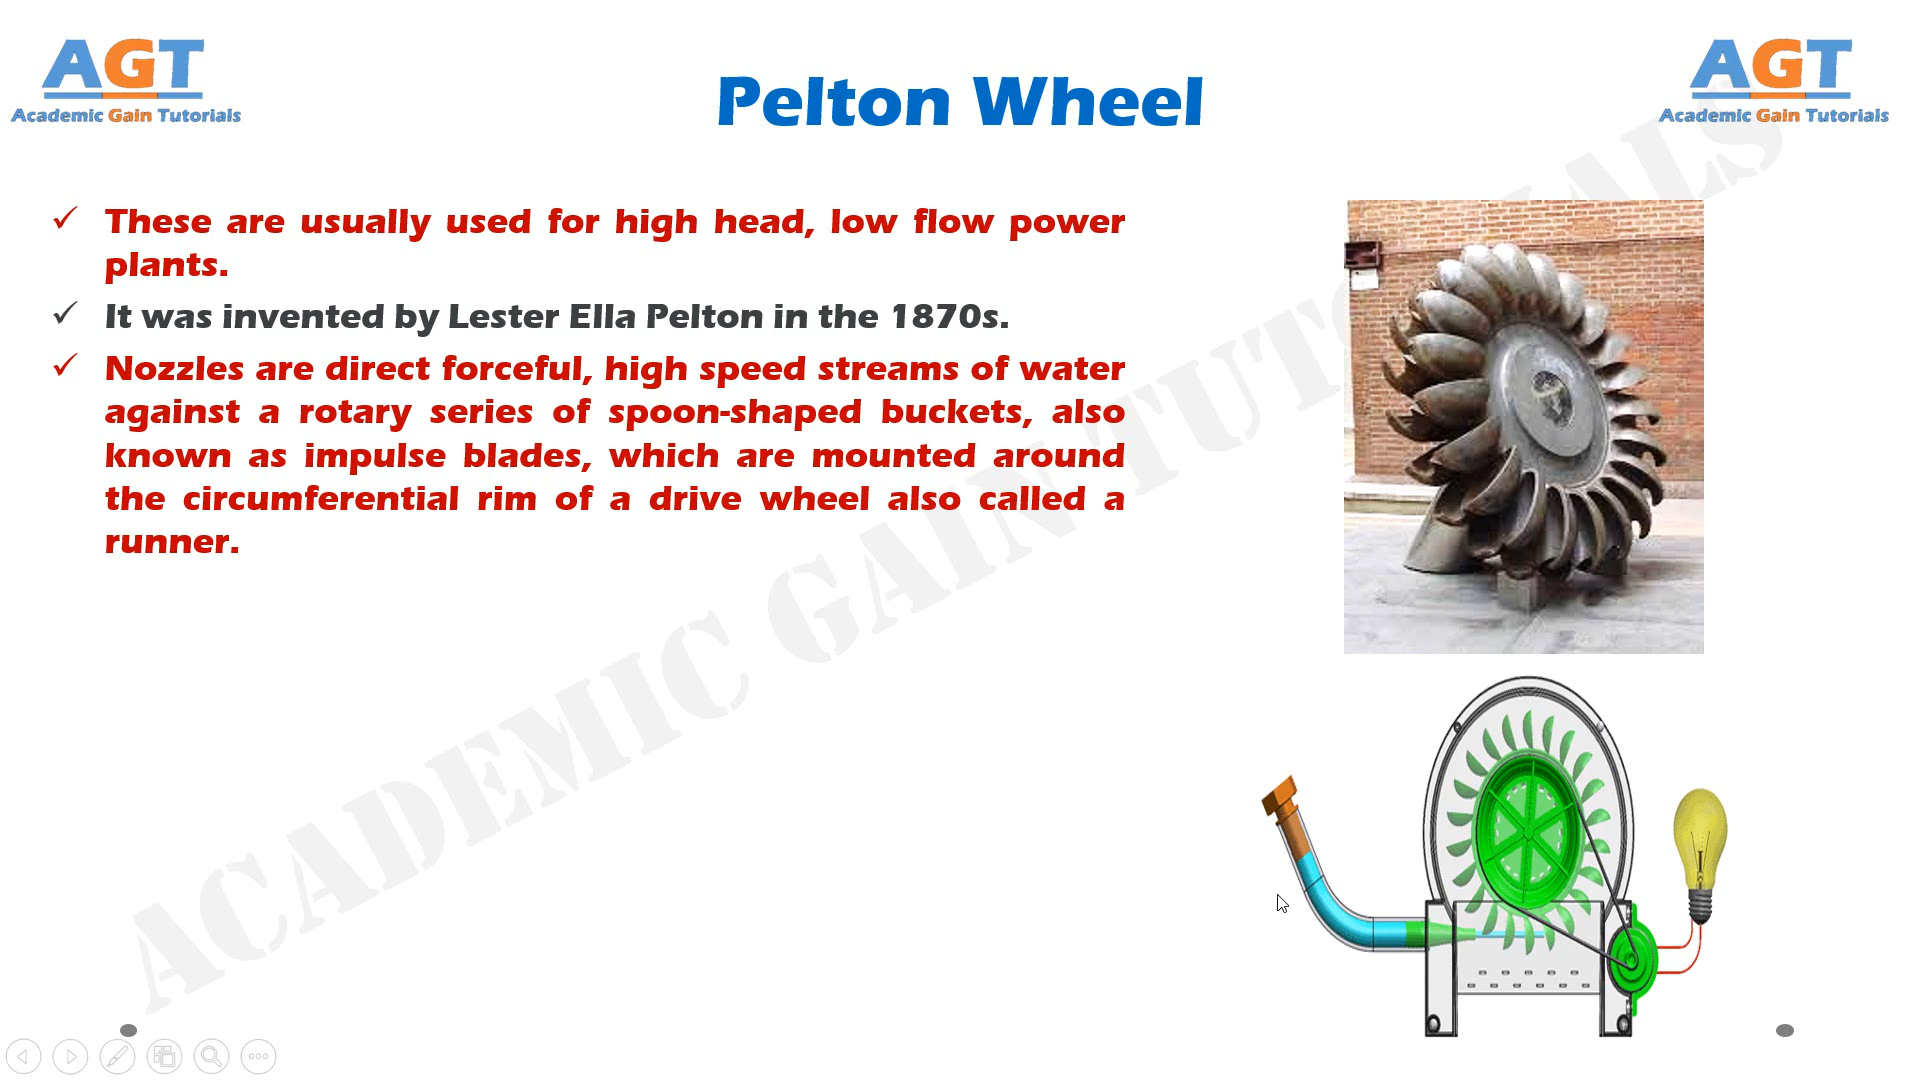 AGT
Academic Gain Tutorials
Pelton Wheel
AGT
Academic Gain Tutorials
✓ These are usually used for high head, low flow power
plants.
✓ It was invented by Lester Ella Pelton in the 1870s.
✓ Nozzles are direct forceful, high speed streams of water
against a rotary series of spoon-shaped buckets, also
known as impulse blades, which are mounted around
the circumferential rim of a drive wheel also called a
runner.
ACADEMIC GAIN TUTORIALS